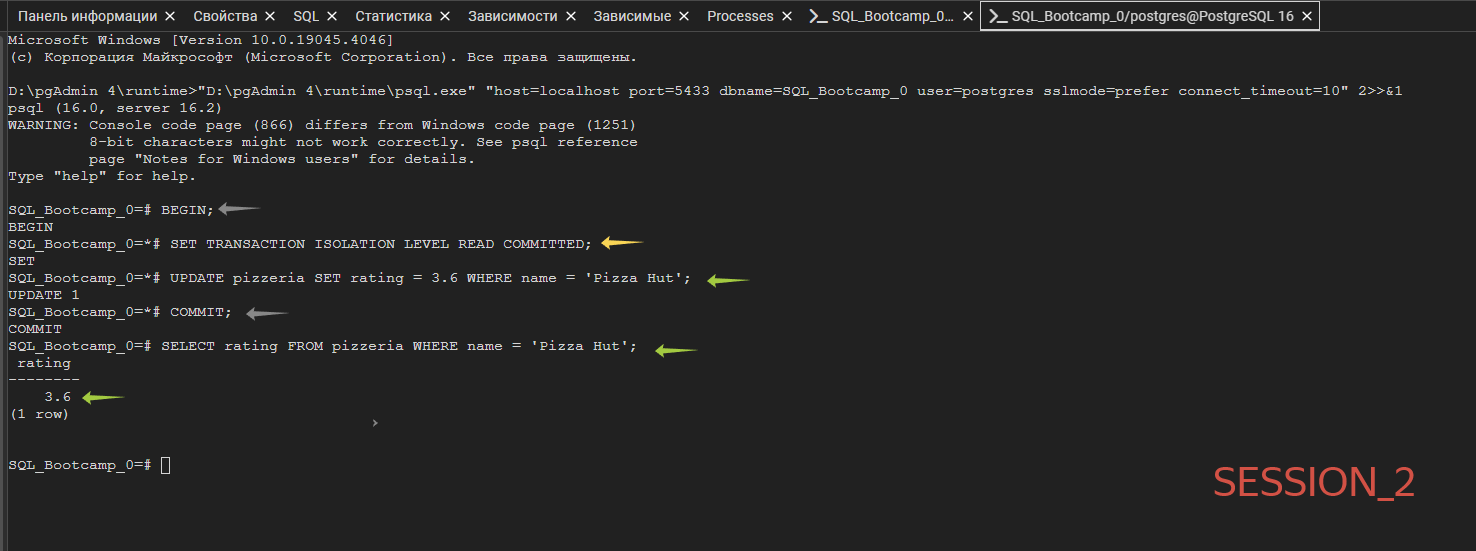 Панель информации × Свойства × SQL × Статистика × Зависимости × Зависимые × Processes × SQL_Bootcamp_0... × SQL_Bootcamp_0/postgres@PostgreSQL 16 ×
Microsoft Windows [Version 10.0.19045.4046]
(c) Корпорация Майкрософт (Microsoft Corporation). Все права защищены.
D:\pgAdmin 4\runtime>"D:\pgAdmin 4\runtime\psql.exe" "host=localhost port=5433 dbname=SQL_Bootcamp_0 user=postgres sslmode=prefer connect_timeout=10" 2>>&1
psql (16.0, server 16.2)
WARNING: Console code page (866) differs from Windows code page (1251)
8-bit characters might not work correctly. See psql reference
page "Notes for Windows users" for details.
Type "help" for help.
SQL_Bootcamp_0=# BEGIN;
BEGIN
SQL_Bootcamp_0=*# SET TRANSACTION ISOLATION LEVEL READ COMMITTED;
SET
SQL_Bootcamp_0=*# UPDATE pizzeria SET rating = 3.6 WHERE name = 'Pizza Hut';
UPDATE 1
SQL_Bootcamp_0=*# COMMIT;
COMMIT
SQL_Bootcamp_0=# SELECT rating FROM pizzeria WHERE name = 'Pizza Hut';
rating
--------
3.6
(1 row)
SQL_Bootcamp_0=#
SESSION_2